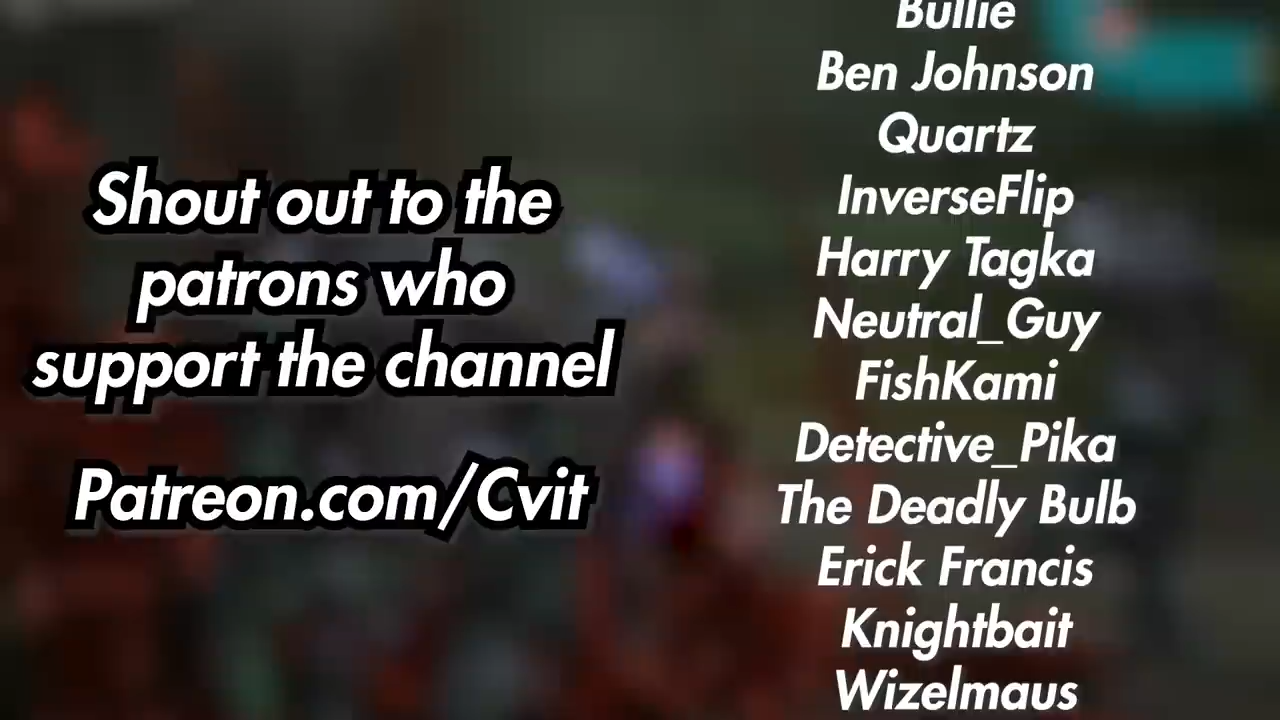 Shout out to the
patrons who
support the channel
Patreon.com/Cvit
Bullie
Ben Johnson
Quartz
InverseFlip
Harry Tagka
Neutral_Guy
FishKami
Detective_Pika
The Deadly Bulb
Erick Francis
Knightbait
Wizelmaus